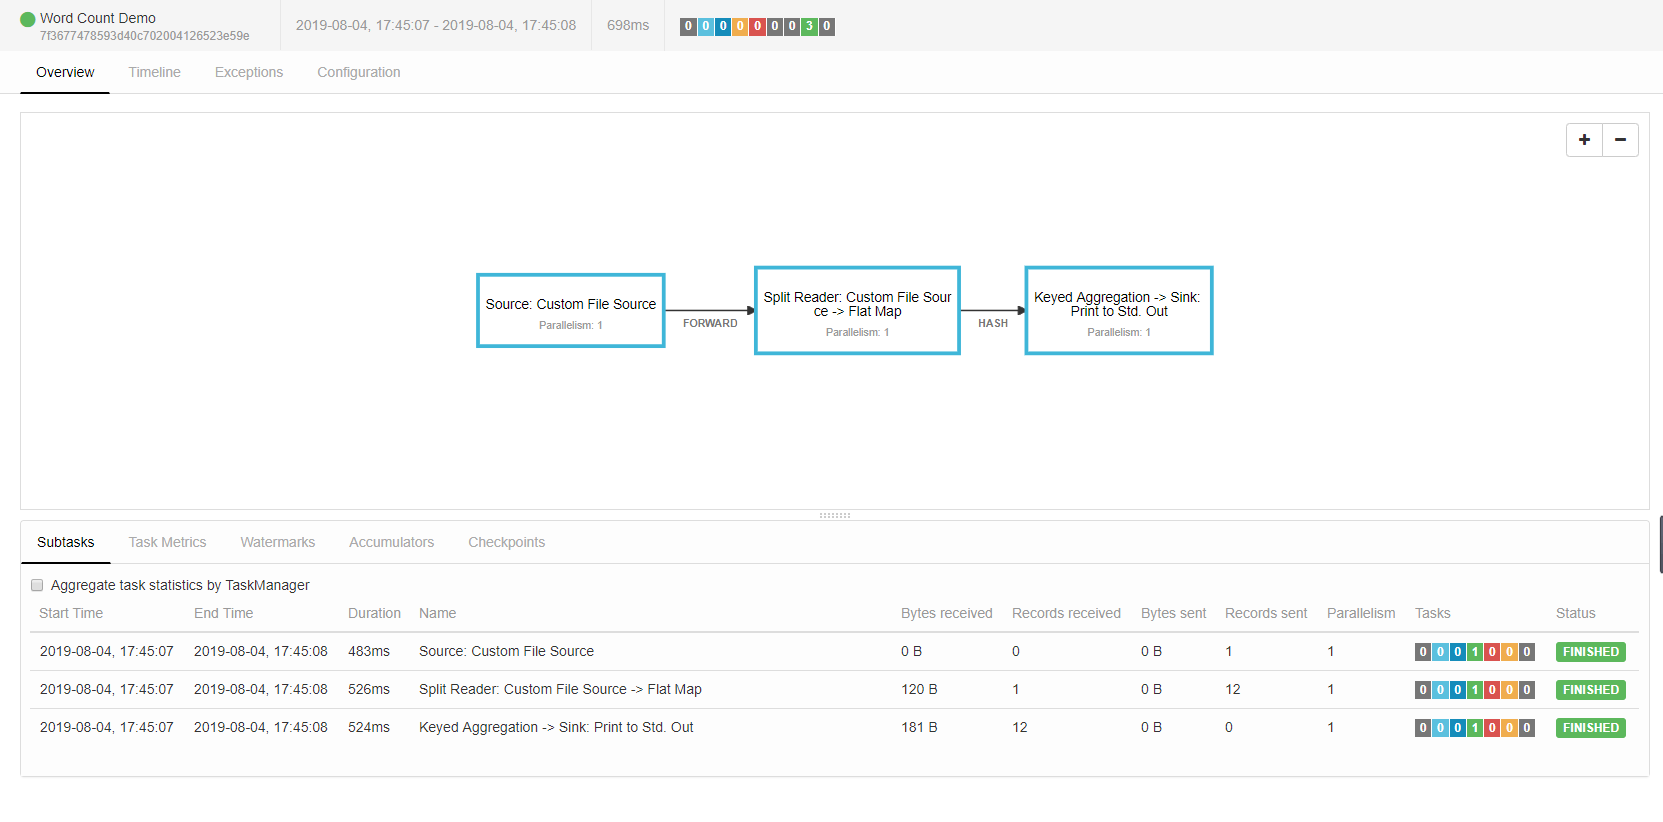 Word Count Demo
7f3677478593d40c702004126523e59e
2019-08-04, 17:45:07 - 2019-08-04, 17:45:08
698ms
0 0 0 0 0 0 0 3 0
Overview Timeline Exceptions Configuration
+ −
Source: Custom File Source
Parallelism: 1
FORWARD
Split Reader: Custom File Sour
ce -> Flat Map
Parallelism: 1
HASH
Keyed Aggregation -> Sink:
Print to Std. Out
Parallelism: 1
Subtasks Task Metrics Watermarks Accumulators Checkpoints
Aggregate task statistics by TaskManager
Start Time End Time Duration Name Bytes received Records received Bytes sent Records sent Parallelism Tasks Status
2019-08-04, 17:45:07 2019-08-04, 17:45:08 483ms Source: Custom File Source 0 B 0 0 B 1 1 0 0 0 1 0 0 0 FINISHED
2019-08-04, 17:45:07 2019-08-04, 17:45:08 526ms Split Reader: Custom File Source -> Flat Map 120 B 1 0 B 12 1 0 0 0 1 0 0 0 FINISHED
2019-08-04, 17:45:07 2019-08-04, 17:45:08 524ms Keyed Aggregation -> Sink: Print to Std. Out 181 B 12 0 B 0 1 0 0 0 1 0 0 0 FINISHED